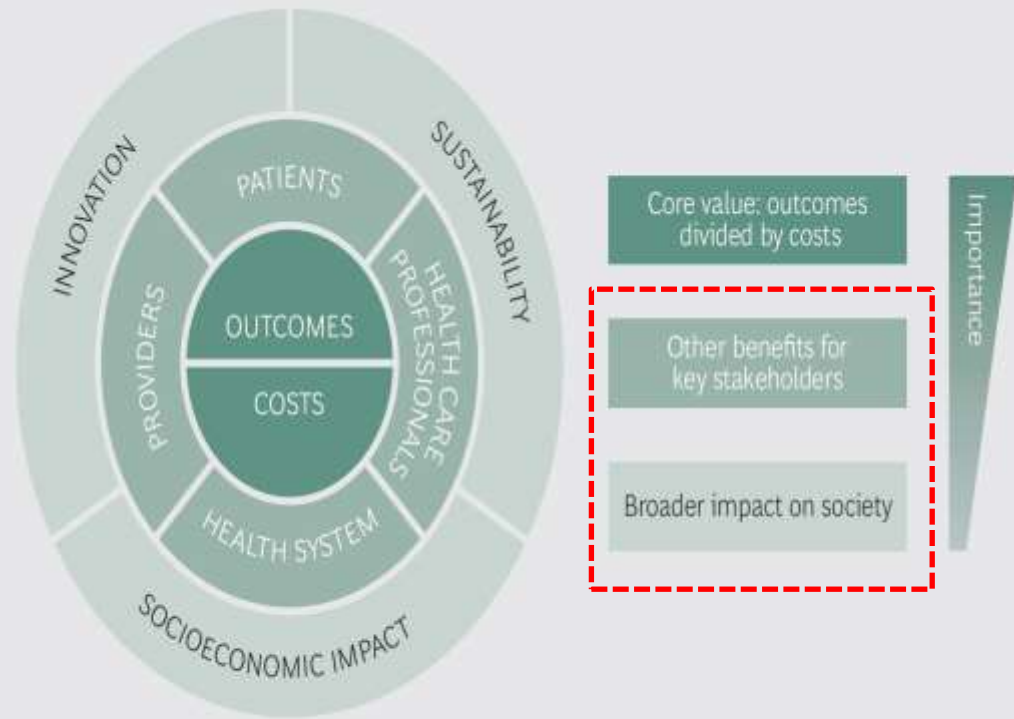 INNOVATION
SUSTAINABILITY
PATIENTS
PROVIDERS
HEALTH CARE
PROFESSIONALS
OUTCOMES
COSTS
HEALTH SYSTEM
SOCIOECONOMIC IMPACT
Core value: outcomes
divided by costs
Other benefits for
key stakeholders
Broader impact on society
Importance